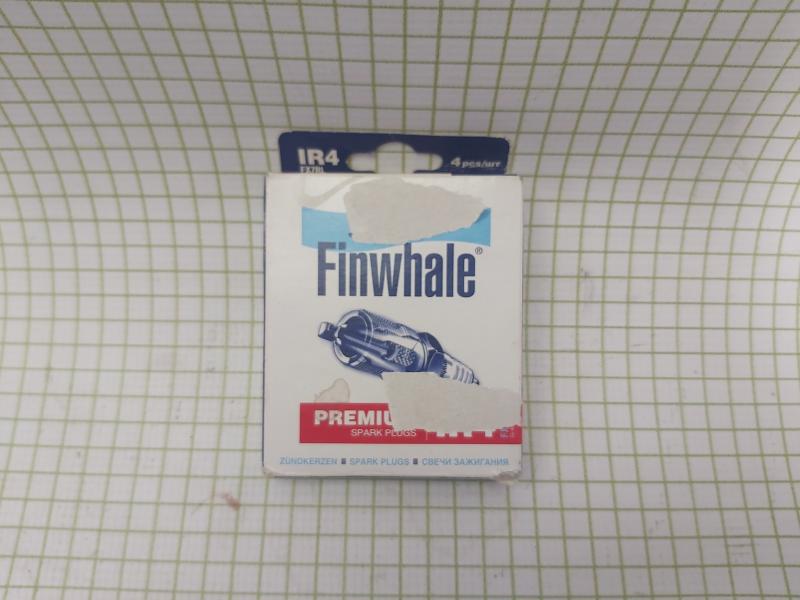 IR4
4 pcs/шт
Finwhale®
PREMIU
SPARK PLUGS
ZÜNDKERZEN ■ SPARK PLUGS ■ СВЕЧИ ЗАЖИГАНИЯ